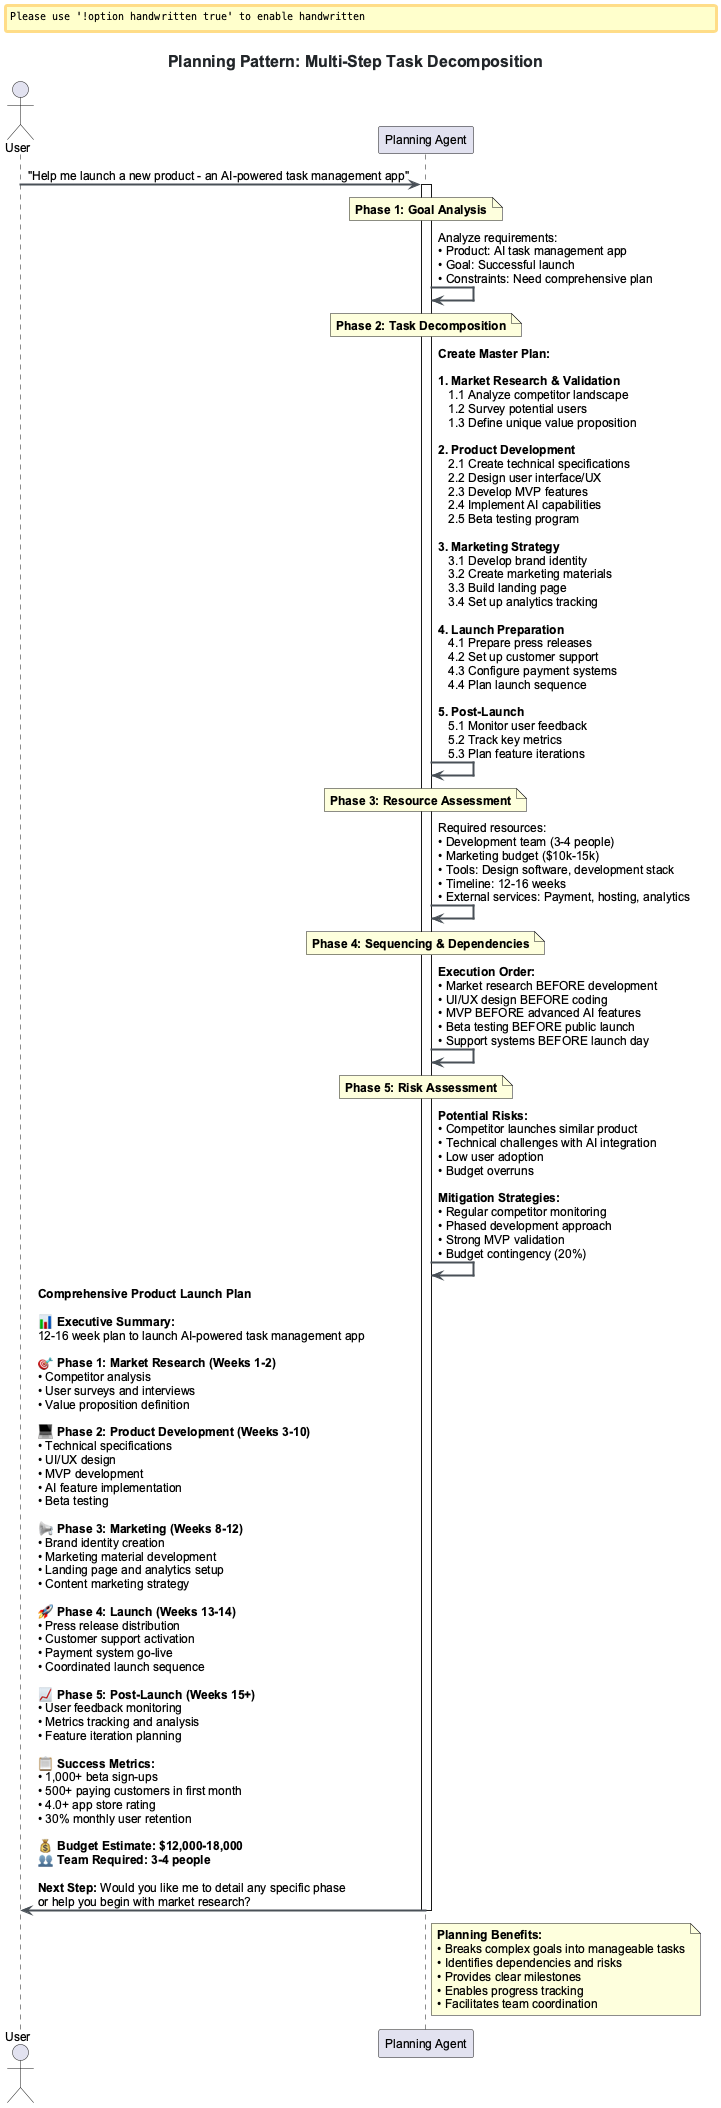 Please use '!option handwritten true' to enable handwritten
Planning Pattern: Multi-Step Task Decomposition
User
Planning Agent
"Help me launch a new product - an AI-powered task management app"
Phase 1: Goal Analysis
Analyze requirements:
• Product: AI task management app
• Goal: Successful launch
• Constraints: Need comprehensive plan
Phase 2: Task Decomposition
Create Master Plan:
1. Market Research & Validation
1.1 Analyze competitor landscape
1.2 Survey potential users
1.3 Define unique value proposition
2. Product Development
2.1 Create technical specifications
2.2 Design user interface/UX
2.3 Develop MVP features
2.4 Implement AI capabilities
2.5 Beta testing program
3. Marketing Strategy
3.1 Develop brand identity
3.2 Create marketing materials
3.3 Build landing page
3.4 Set up analytics tracking
4. Launch Preparation
4.1 Prepare press releases
4.2 Set up customer support
4.3 Configure payment systems
4.4 Plan launch sequence
5. Post-Launch
5.1 Monitor user feedback
5.2 Track key metrics
5.3 Plan feature iterations
Phase 3: Resource Assessment
Required resources:
• Development team (3-4 people)
• Marketing budget ($10k-15k)
• Tools: Design software, development stack
• Timeline: 12-16 weeks
• External services: Payment, hosting, analytics
Phase 4: Sequencing & Dependencies
Execution Order:
• Market research BEFORE development
• UI/UX design BEFORE coding
• MVP BEFORE advanced AI features
• Beta testing BEFORE public launch
• Support systems BEFORE launch day
Phase 5: Risk Assessment
Potential Risks:
• Competitor launches similar product
• Technical challenges with AI integration
• Low user adoption
• Budget overruns
Mitigation Strategies:
• Regular competitor monitoring
• Phased development approach
• Strong MVP validation
• Budget contingency (20%)
Comprehensive Product Launch Plan
📊 Executive Summary:
12-16 week plan to launch AI-powered task management app
🎯 Phase 1: Market Research (Weeks 1-2)
• Competitor analysis
• User surveys and interviews
• Value proposition definition
💻 Phase 2: Product Development (Weeks 3-10)
• Technical specifications
• UI/UX design
• MVP development
• AI feature implementation
• Beta testing
📢 Phase 3: Marketing (Weeks 8-12)
• Brand identity creation
• Marketing material development
• Landing page and analytics setup
• Content marketing strategy
🚀 Phase 4: Launch (Weeks 13-14)
• Press release distribution
• Customer support activation
• Payment system go-live
• Coordinated launch sequence
📈 Phase 5: Post-Launch (Weeks 15+)
• User feedback monitoring
• Metrics tracking and analysis
• Feature iteration planning
📋 Success Metrics:
• 1,000+ beta sign-ups
• 500+ paying customers in first month
• 4.0+ app store rating
• 30% monthly user retention
💰 Budget Estimate: $12,000-18,000
👥 Team Required: 3-4 people
Next Step: Would you like me to detail any specific phase
or help you begin with market research?
Planning Benefits:
• Breaks complex goals into manageable tasks
• Identifies dependencies and risks
• Provides clear milestones
• Enables progress tracking
• Facilitates team coordination
User
Planning Agent